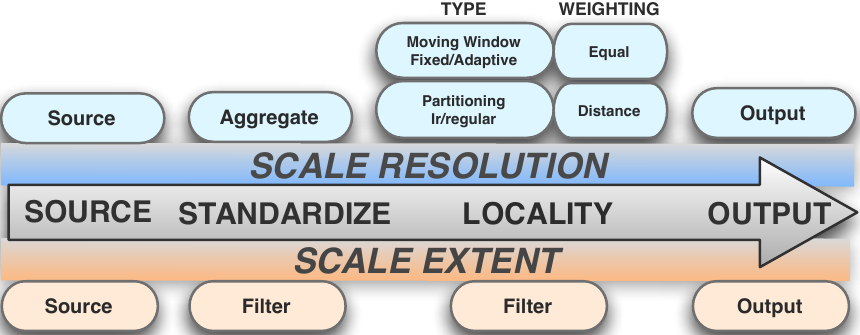 TYPE WEIGHTING
Moving Window
Fixed/Adaptive
Equal
Source
Aggregate
Partitioning
Ir/regular
Distance
Output
SCALE RESOLUTION
SOURCE STANDARDIZE LOCALITY OUTPUT
SCALE EXTENT
Source
Filter
Filter
Output